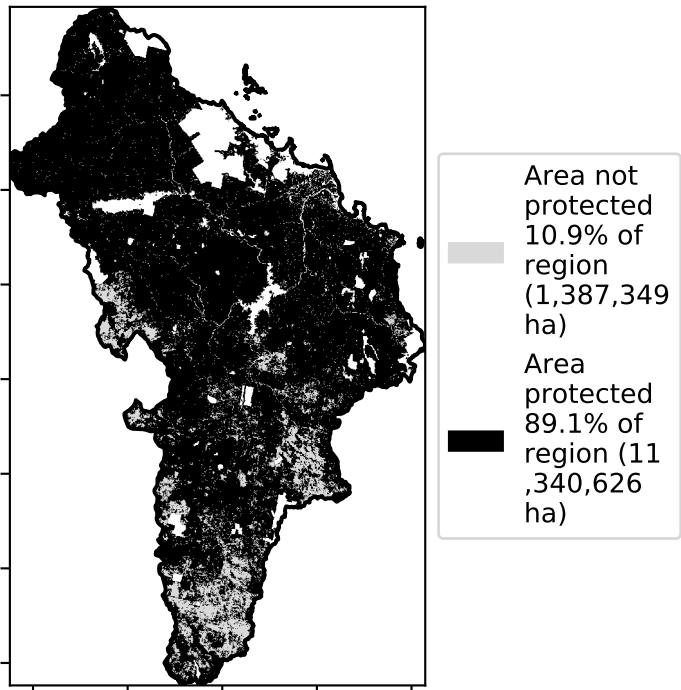 Area not
protected
10.9% of
region
(1,387,349
ha)
Area
protected
89.1% of
region (11
,340,626
ha)